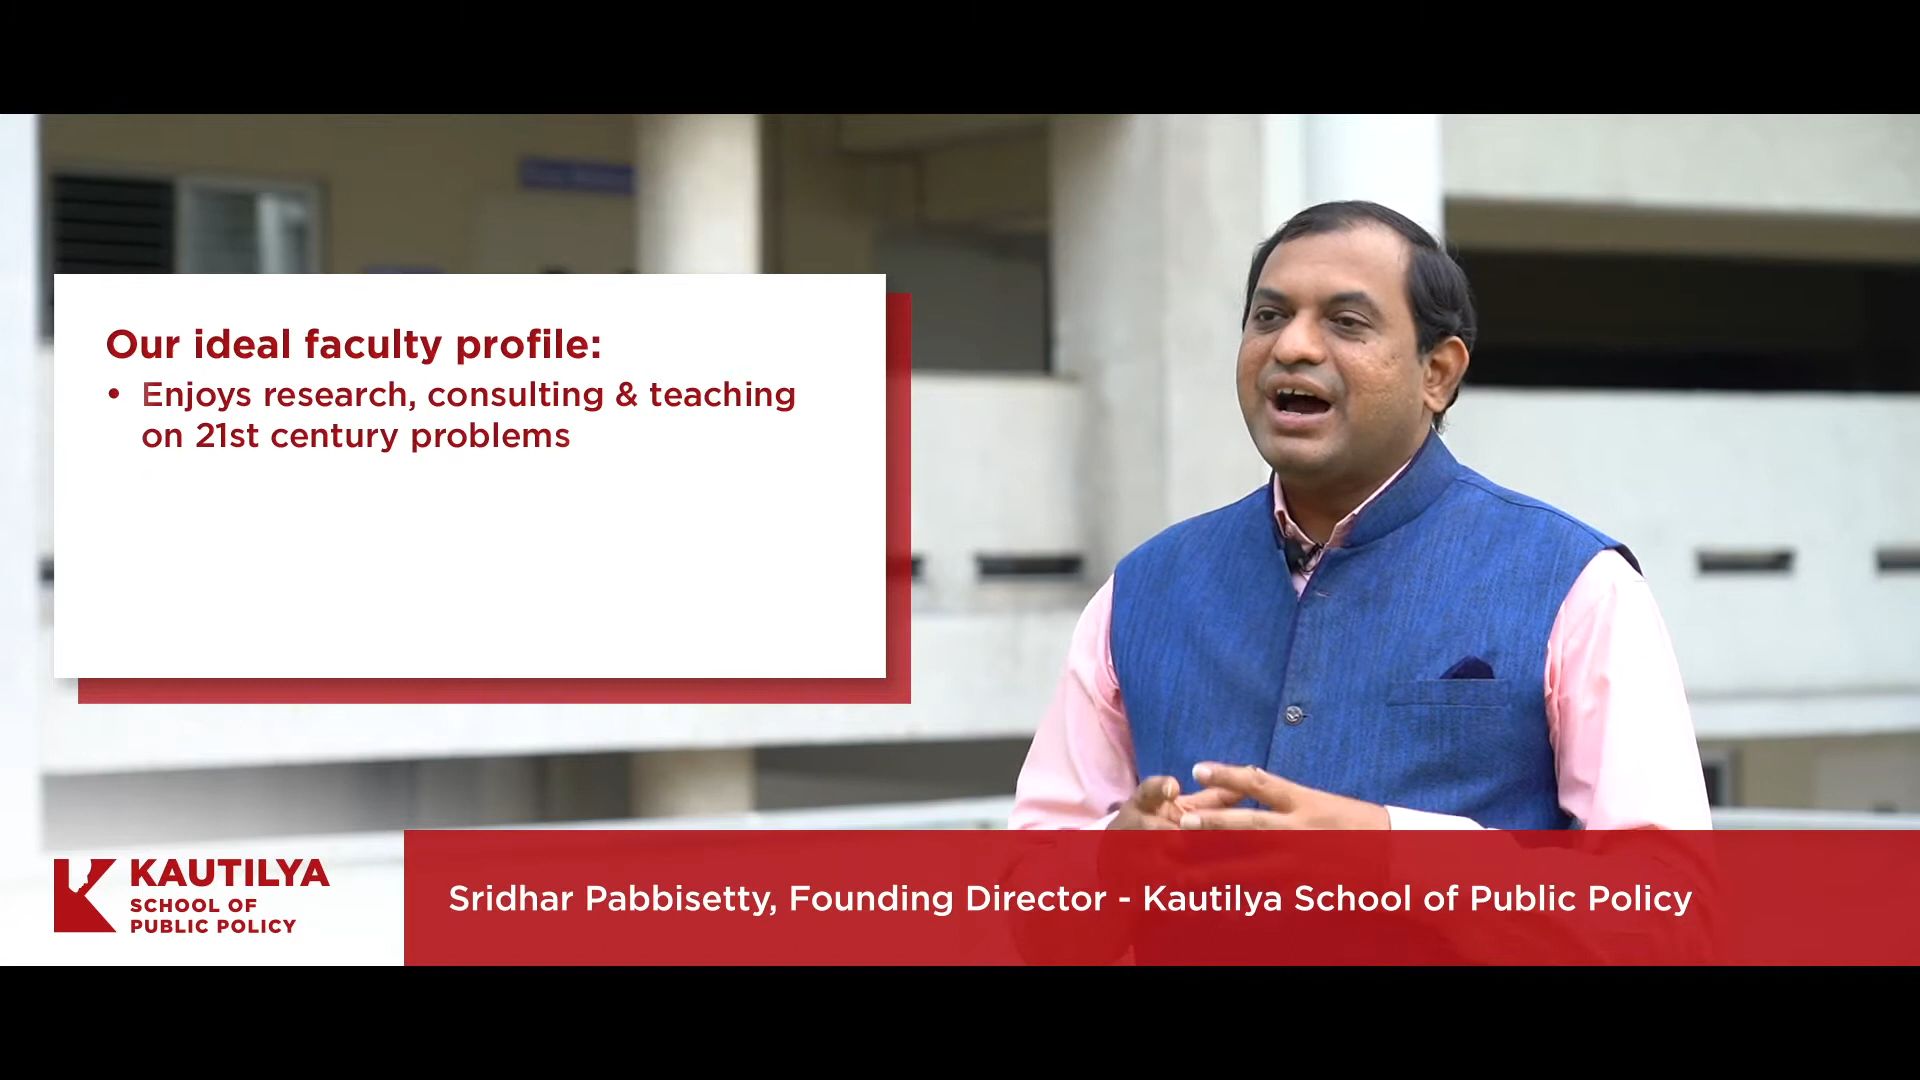 Our ideal faculty profile:
• Enjoys research, consulting & teaching
on 21st century problems
KAUTILYA
SCHOOL OF
PUBLIC POLICY
Sridhar Pabbisetty, Founding Director - Kautilya School of Public Policy